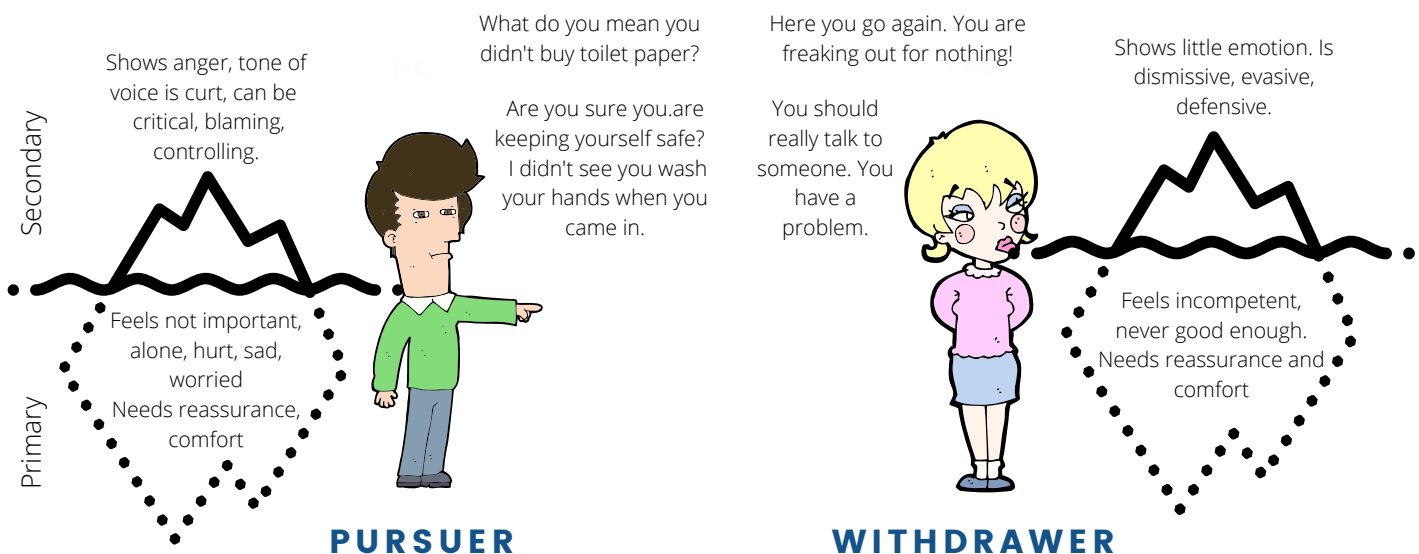 Secondary
Shows anger, tone of
voice is curt, can be
critical, blaming,
controlling.
What do you mean you
didn't buy toilet paper?
Are you sure you.are
keeping yourself safe?
I didn't see you wash
your hands when you
came in.
Here you go again. You are
freaking out for nothing!
You should
really talk to
someone. You
have a
problem.
Shows little emotion. Is
dismissive, evasive,
defensive.
Primary
Feels not important,
alone, hurt, sad,
worried
Needs reassurance,
comfort
Feels incompetent,
never good enough.
Needs reassurance and
comfort
PURSUER
WITHDRAWER